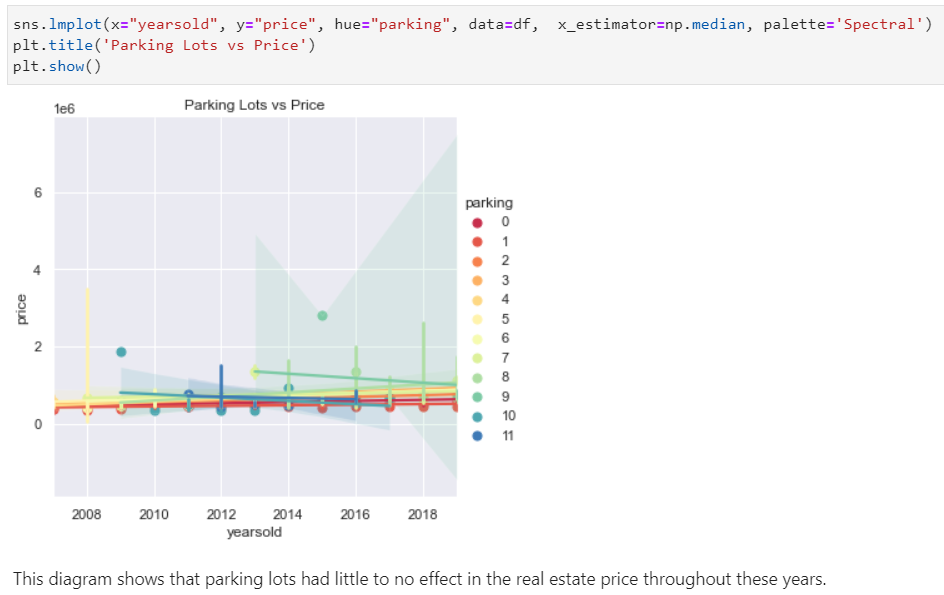 sns.lmplot(x="yearsold", y="price", hue="parking", data=df,  x_estimator=np.median, palette='Spectral')
plt.title('Parking Lots vs Price')
plt.show()
1e6
Parking Lots vs Price
6
4
2
0
price
2008 2010 2012 2014 2016 2018
yearsold
parking
0
1
2
3
4
5
6
7
8
9
10
11
This diagram shows that parking lots had little to no effect in the real estate price throughout these years.